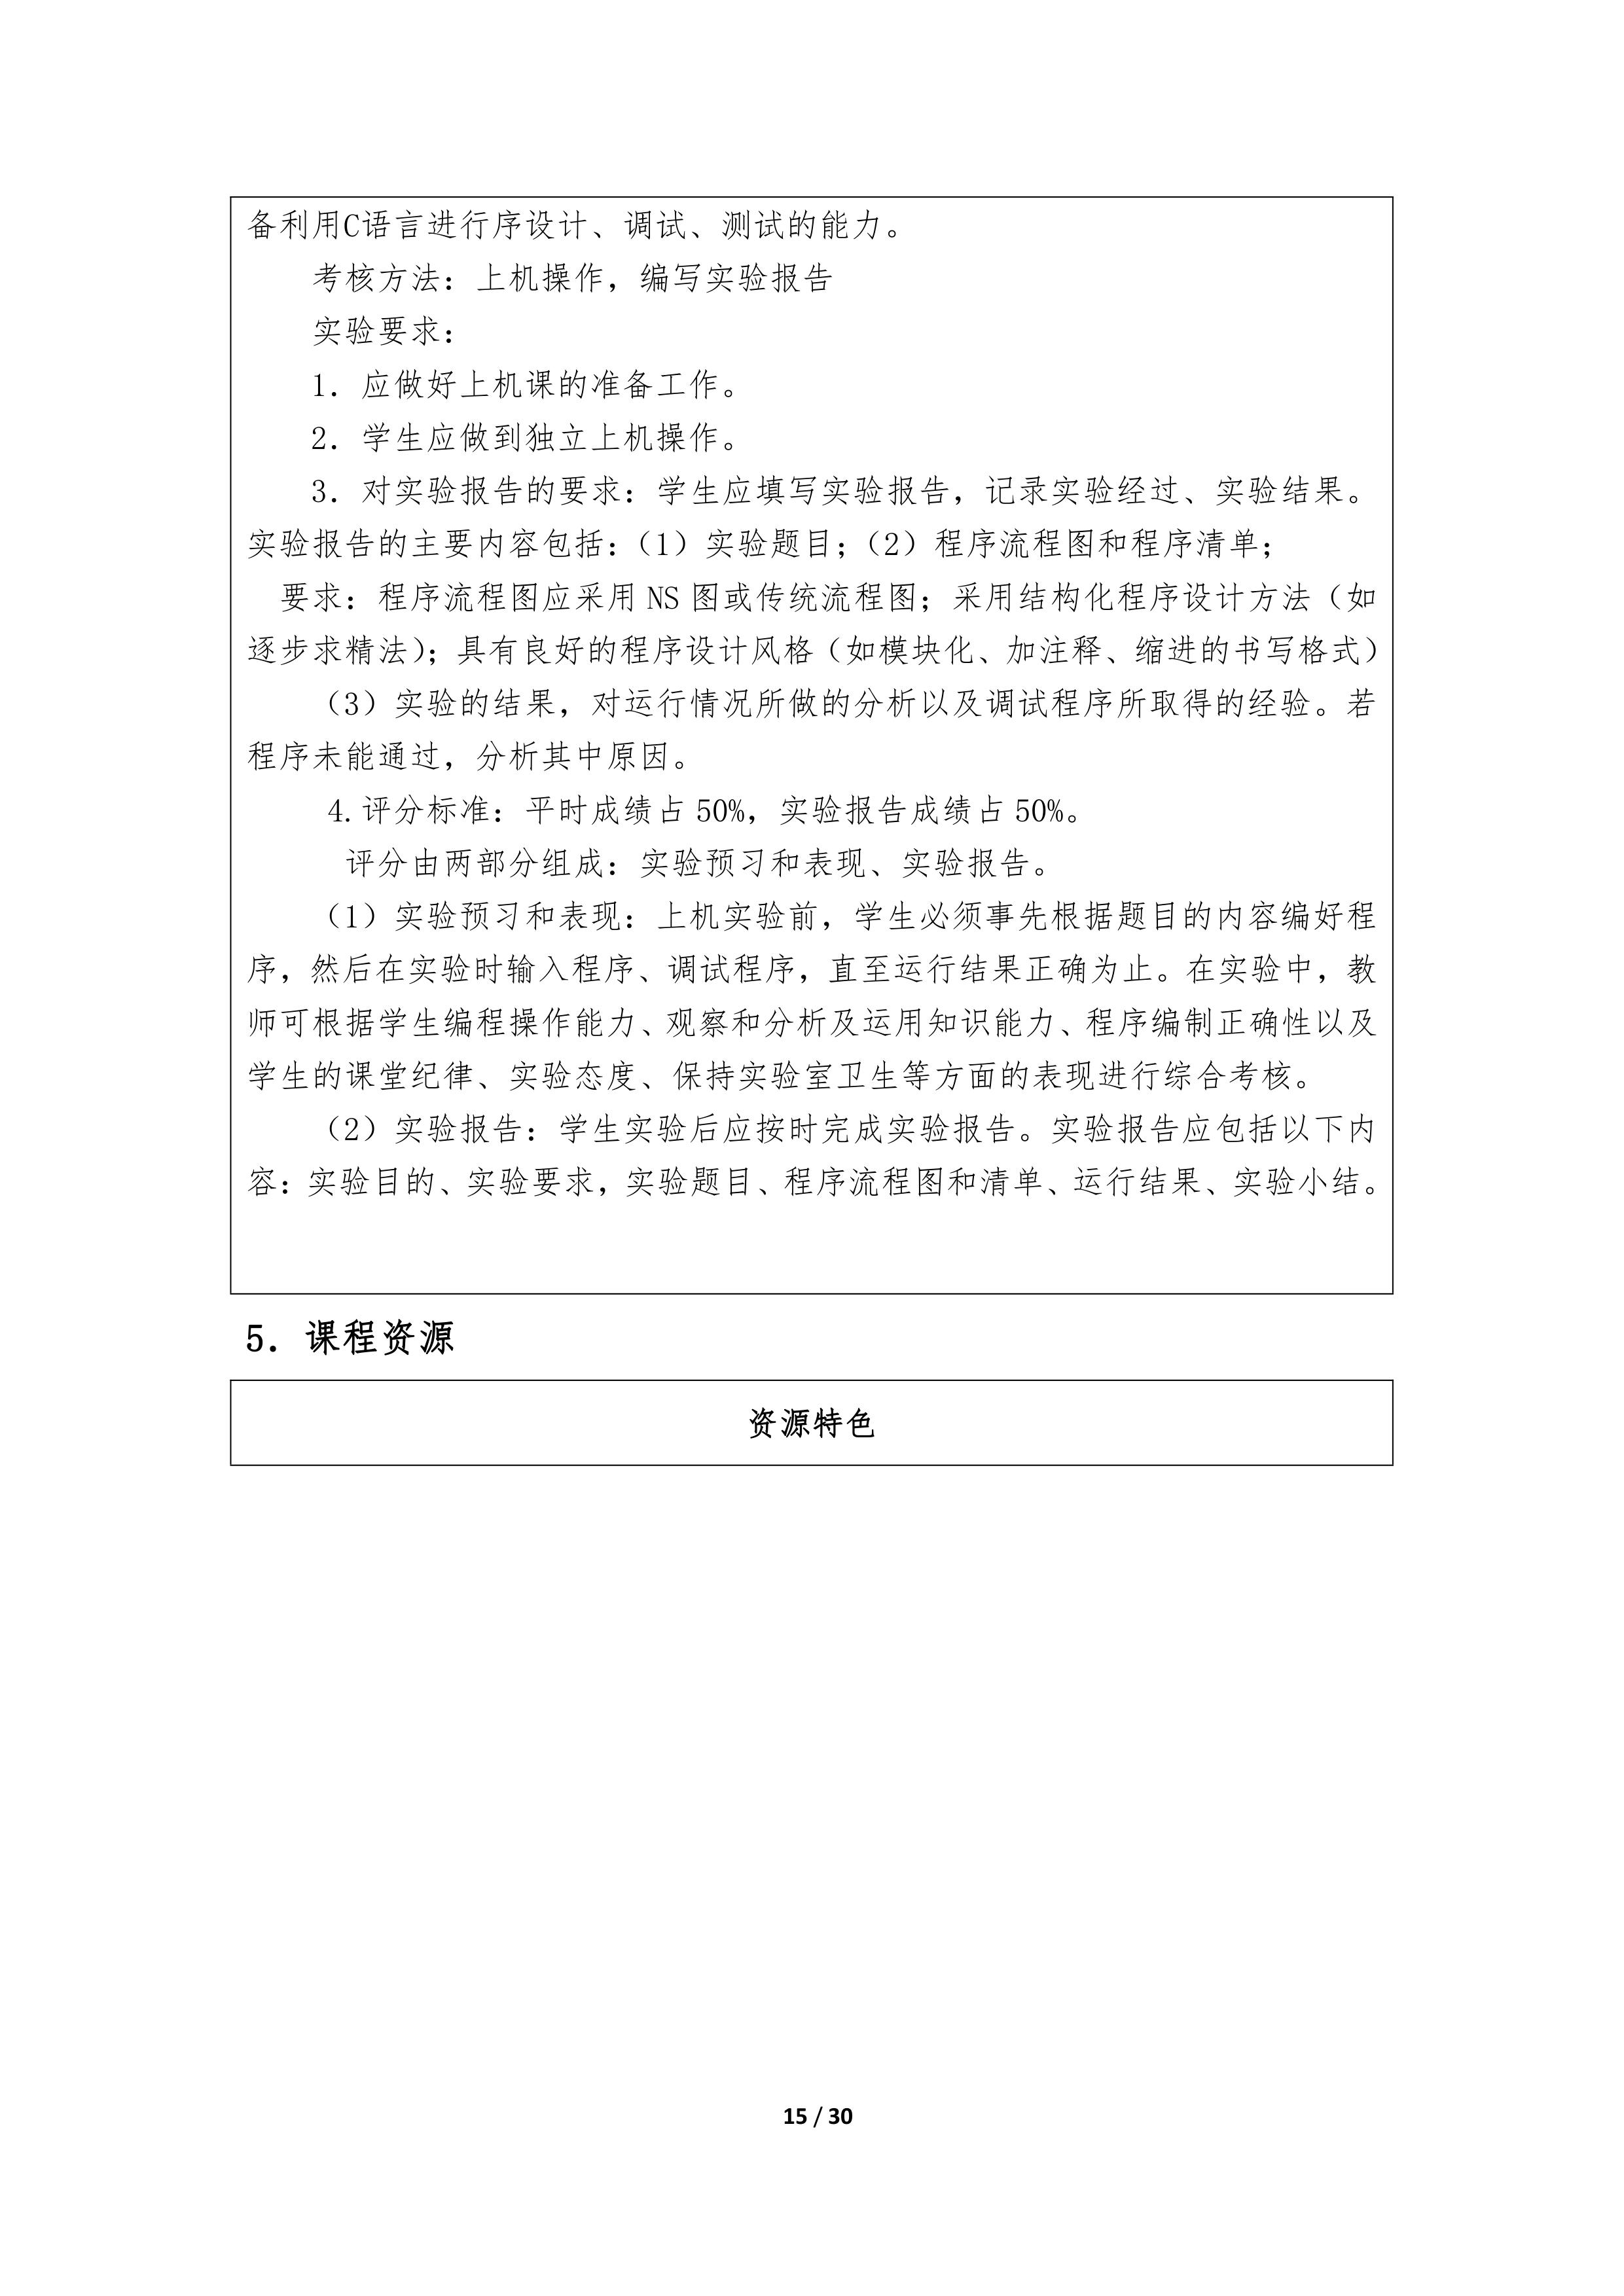 备利用C语言进行序设计、调试、测试的能力。
考核方法：上机操作，编写实验报告
实验要求：
1．应做好上机课的准备工作。
2．学生应做到独立上机操作。
3．对实验报告的要求：学生应填写实验报告，记录实验经过、实验结果。
实验报告的主要内容包括：（1）实验题目；（2）程序流程图和程序清单；
要求：程序流程图应采用 NS 图或传统流程图；采用结构化程序设计方法（如
逐步求精法）；具有良好的程序设计风格（如模块化、加注释、缩进的书写格式）
（3）实验的结果，对运行情况所做的分析以及调试程序所取得的经验。若
程序未能通过，分析其中原因。
4.评分标准：平时成绩占 50%，实验报告成绩占 50%。
评分由两部分组成：实验预习和表现、实验报告。
（1）实验预习和表现：上机实验前，学生必须事先根据题目的内容编好程
序，然后在实验时输入程序、调试程序，直至运行结果正确为止。在实验中，教
师可根据学生编程操作能力、观察和分析及运用知识能力、程序编制正确性以及
学生的课堂纪律、实验态度、保持实验室卫生等方面的表现进行综合考核。
（2）实验报告：学生实验后应按时完成实验报告。实验报告应包括以下内
容：实验目的、实验要求，实验题目、程序流程图和清单、运行结果、实验小结。
5．课程资源
资源特色
15 / 30